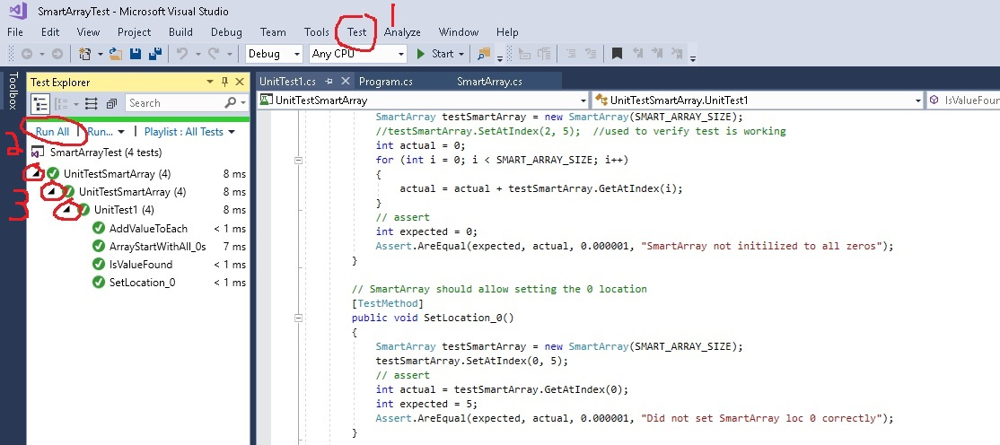 SmartArrayTest - Microsoft Visual Studio
1
File Edit View Project Build Debug Team Tools Test Analyze Window Help
Debug Any CPU Start
Toolbox
Test Explorer
UnitTest1.cs Program.cs SmartArray.cs
Search
UnitTestSmartArray UnitTestSmartArray.UnitTest1 IsValueFoun
Run All Run... Playlist : All Tests
2
SmartArrayTest (4 tests)
UnitTestSmartArray (4) 8 ms
3
UnitTestSmartArray (4) 8 ms
UnitTest1 (4) 8 ms
AddValueToEach < 1 ms
ArrayStartWithAll_0s 7 ms
IsValueFound < 1 ms
SetLocation_0 < 1 ms
SmartArray testSmartArray = new SmartArray(SMART_ARRAY_SIZE);
//testSmartArray.SetAtIndex(2, 5); //used to verify test is working
int actual = 0;
for (int i = 0; i < SMART_ARRAY_SIZE; i++)
{
actual = actual + testSmartArray.GetAtIndex(i);
}
// assert
int expected = 0;
Assert.AreEqual(expected, actual, 0.000001, "SmartArray not initilized to all zeros");
}
// SmartArray should allow setting the 0 location
[TestMethod]
public void SetLocation_0()
{
SmartArray testSmartArray = new SmartArray(SMART_ARRAY_SIZE);
testSmartArray.SetAtIndex(0, 5);
// assert
int actual = testSmartArray.GetAtIndex(0);
int expected = 5;
Assert.AreEqual(expected, actual, 0.000001, "Did not set SmartArray loc 0 correctly");
}